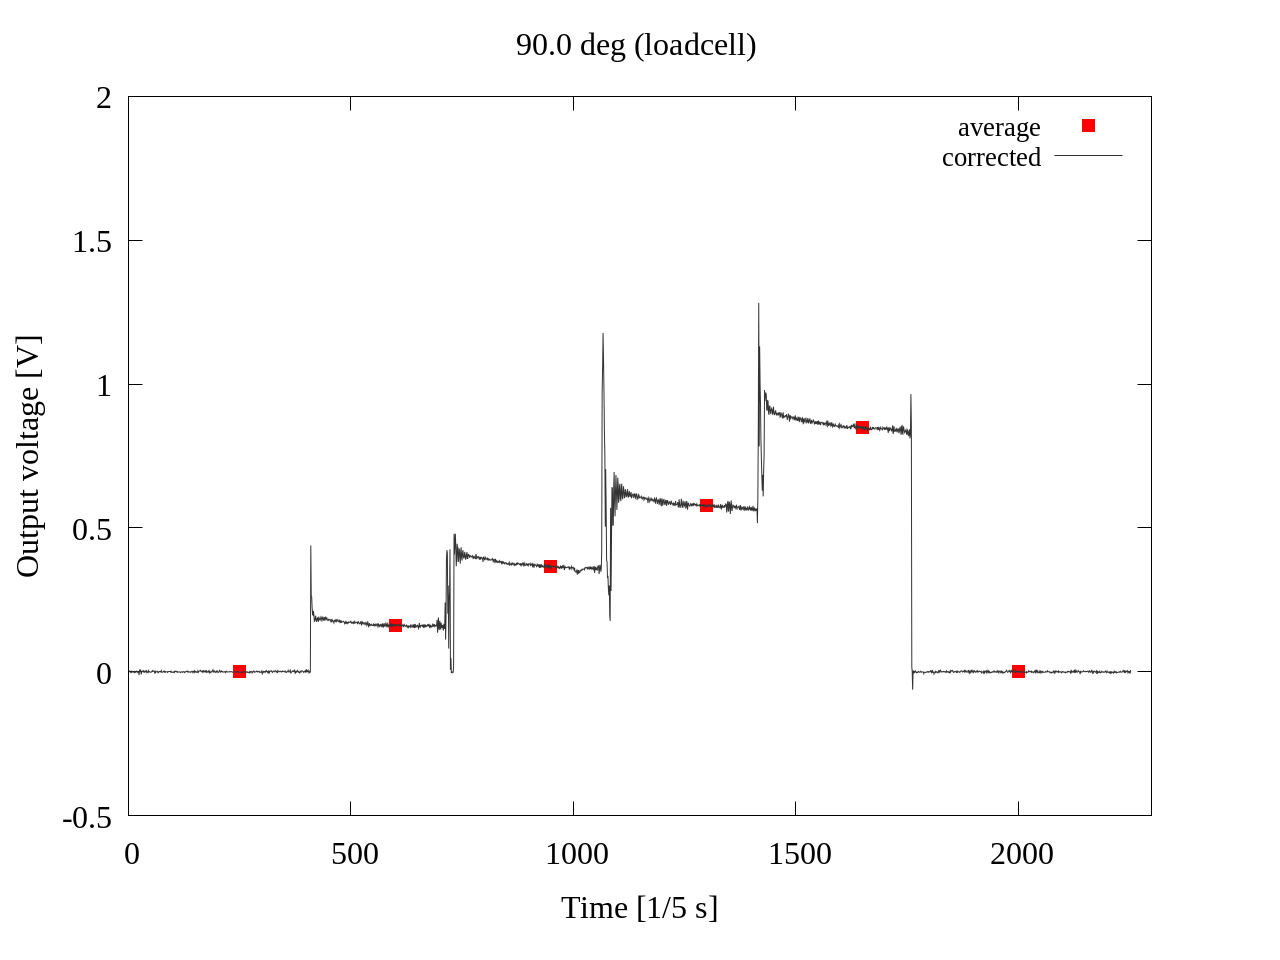 90.0 deg (loadcell)
average
corrected
2
1.5
1
0.5
0
-0.5
Output voltage [V]
0 500 1000 1500 2000
Time [1/5 s]